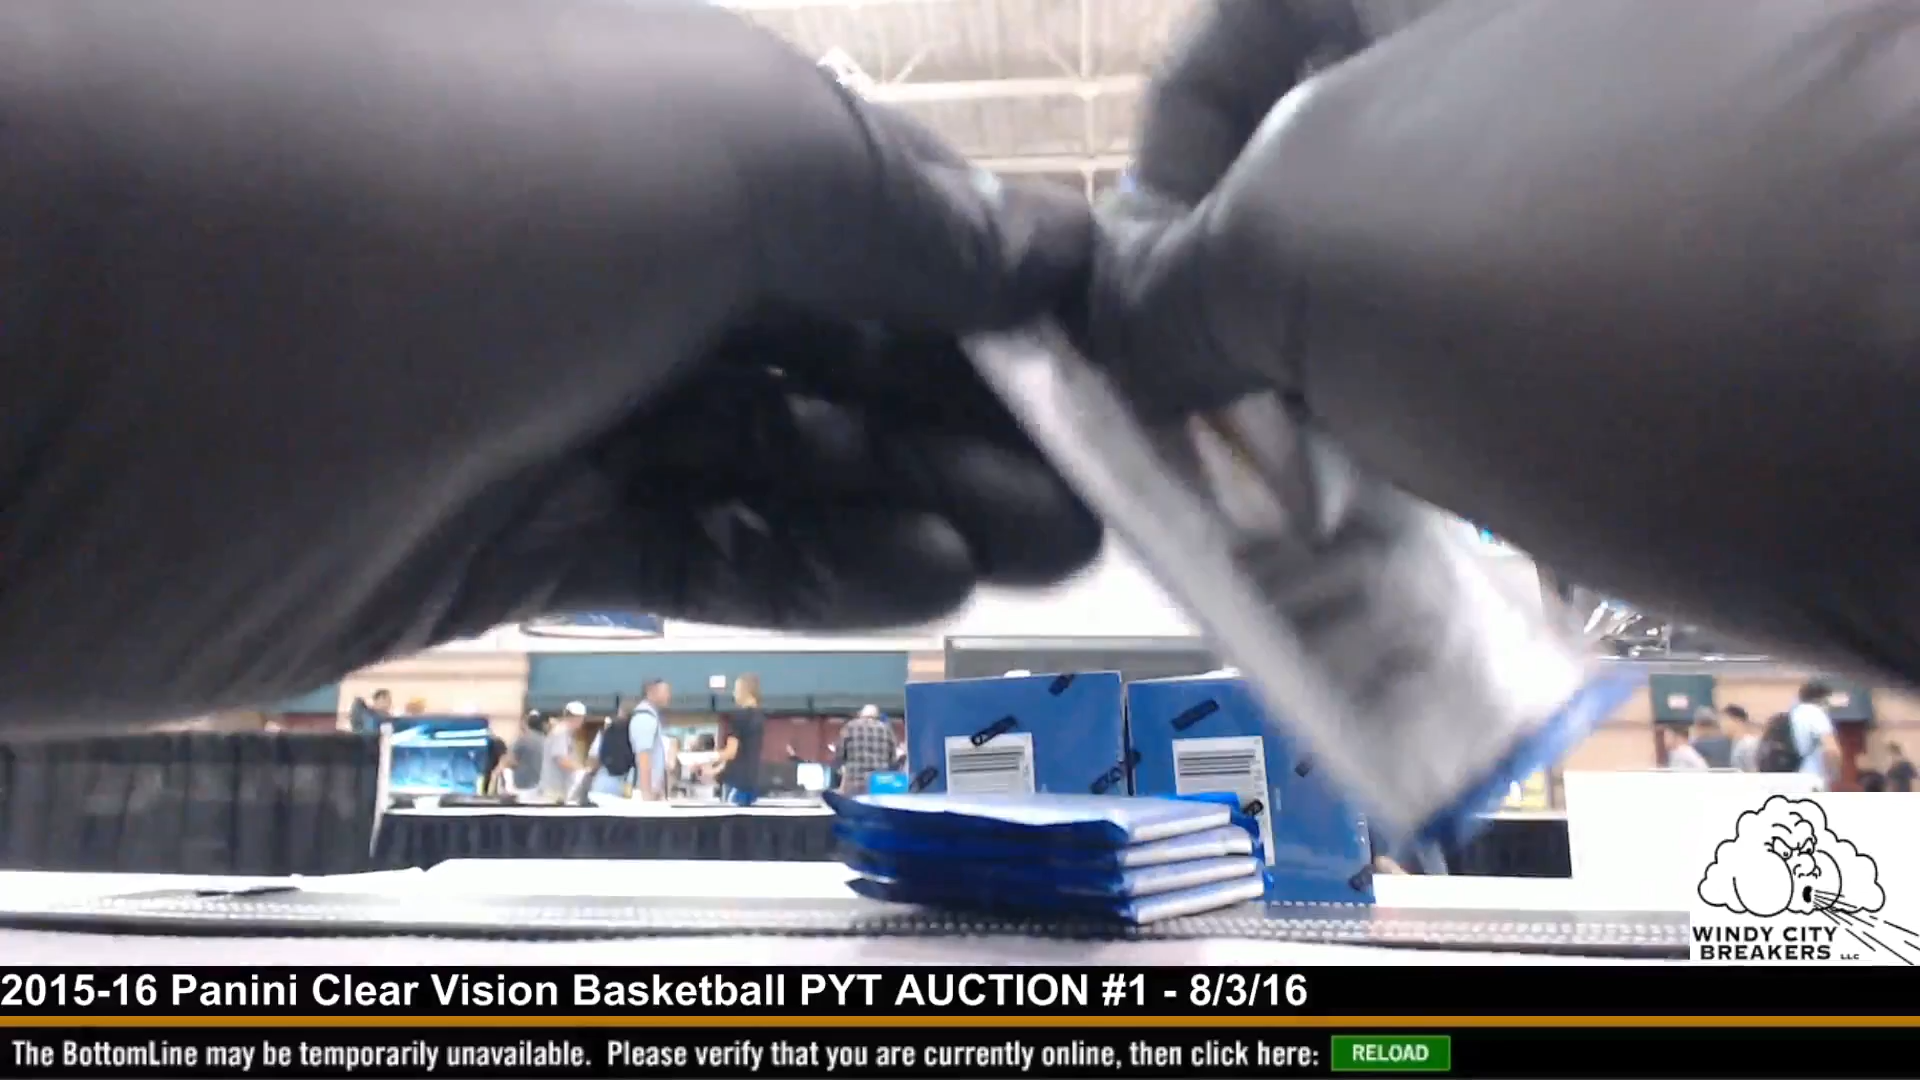 WINDY CITY
BREAKERS LLC
2015-16 Panini Clear Vision Basketball PYT AUCTION #1 - 8/3/16
The BottomLine may be temporarily unavailable. Please verify that you are currently online, then click here: RELOAD